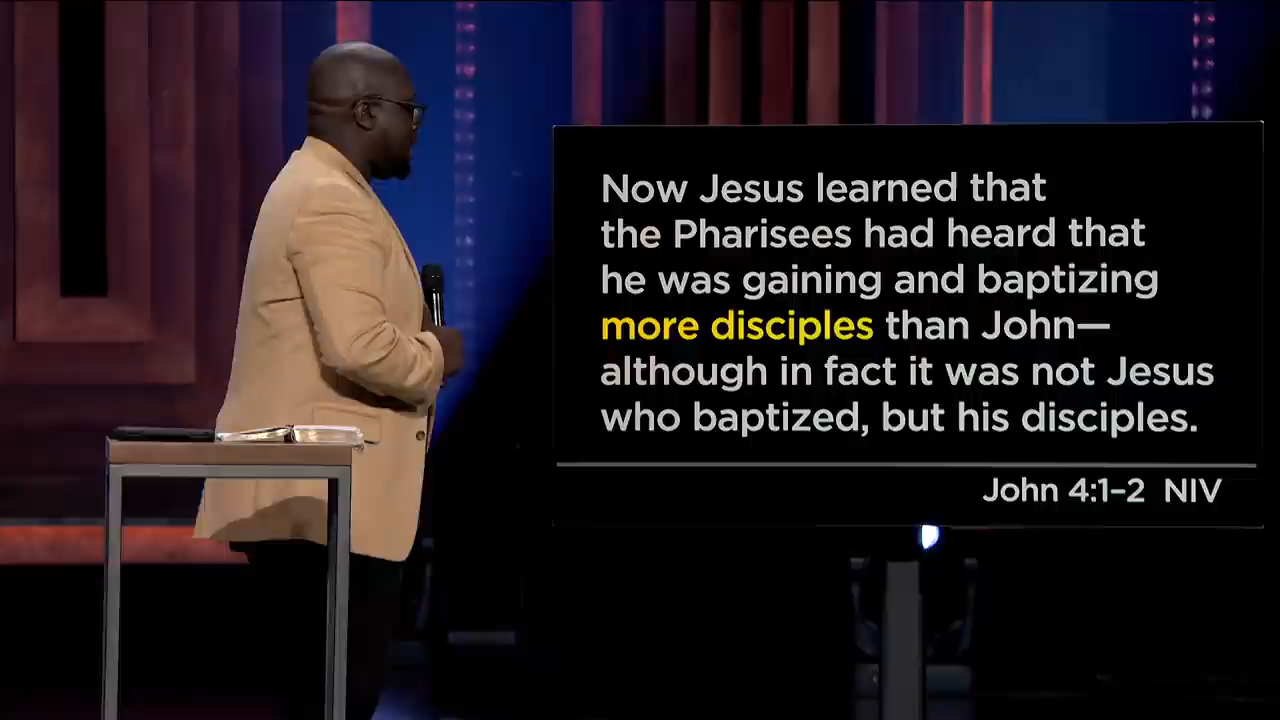 Now Jesus learned that
the Pharisees had heard that
he was gaining and baptizing
more disciples than John—
although in fact it was not Jesus
who baptized, but his disciples.
John 4:1–2 NIV